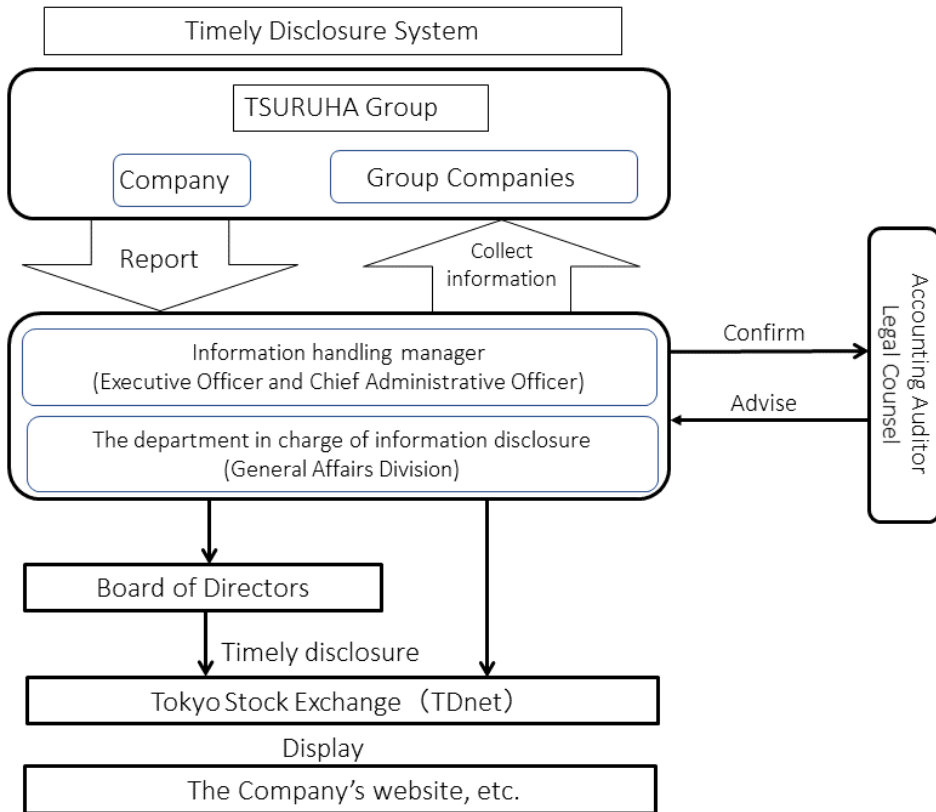 Timely Disclosure System
TSURUHA Group
Company
Group Companies
Report
Collect
information
Information handling manager
(Executive Officer and Chief Administrative Officer)
The department in charge of information disclosure
(General Affairs Division)
Confirm
Advise
Accounting Auditor
Legal Counsel
Board of Directors
Timely disclosure
Tokyo Stock Exchange（TDnet）
Display
The Company’s website, etc.